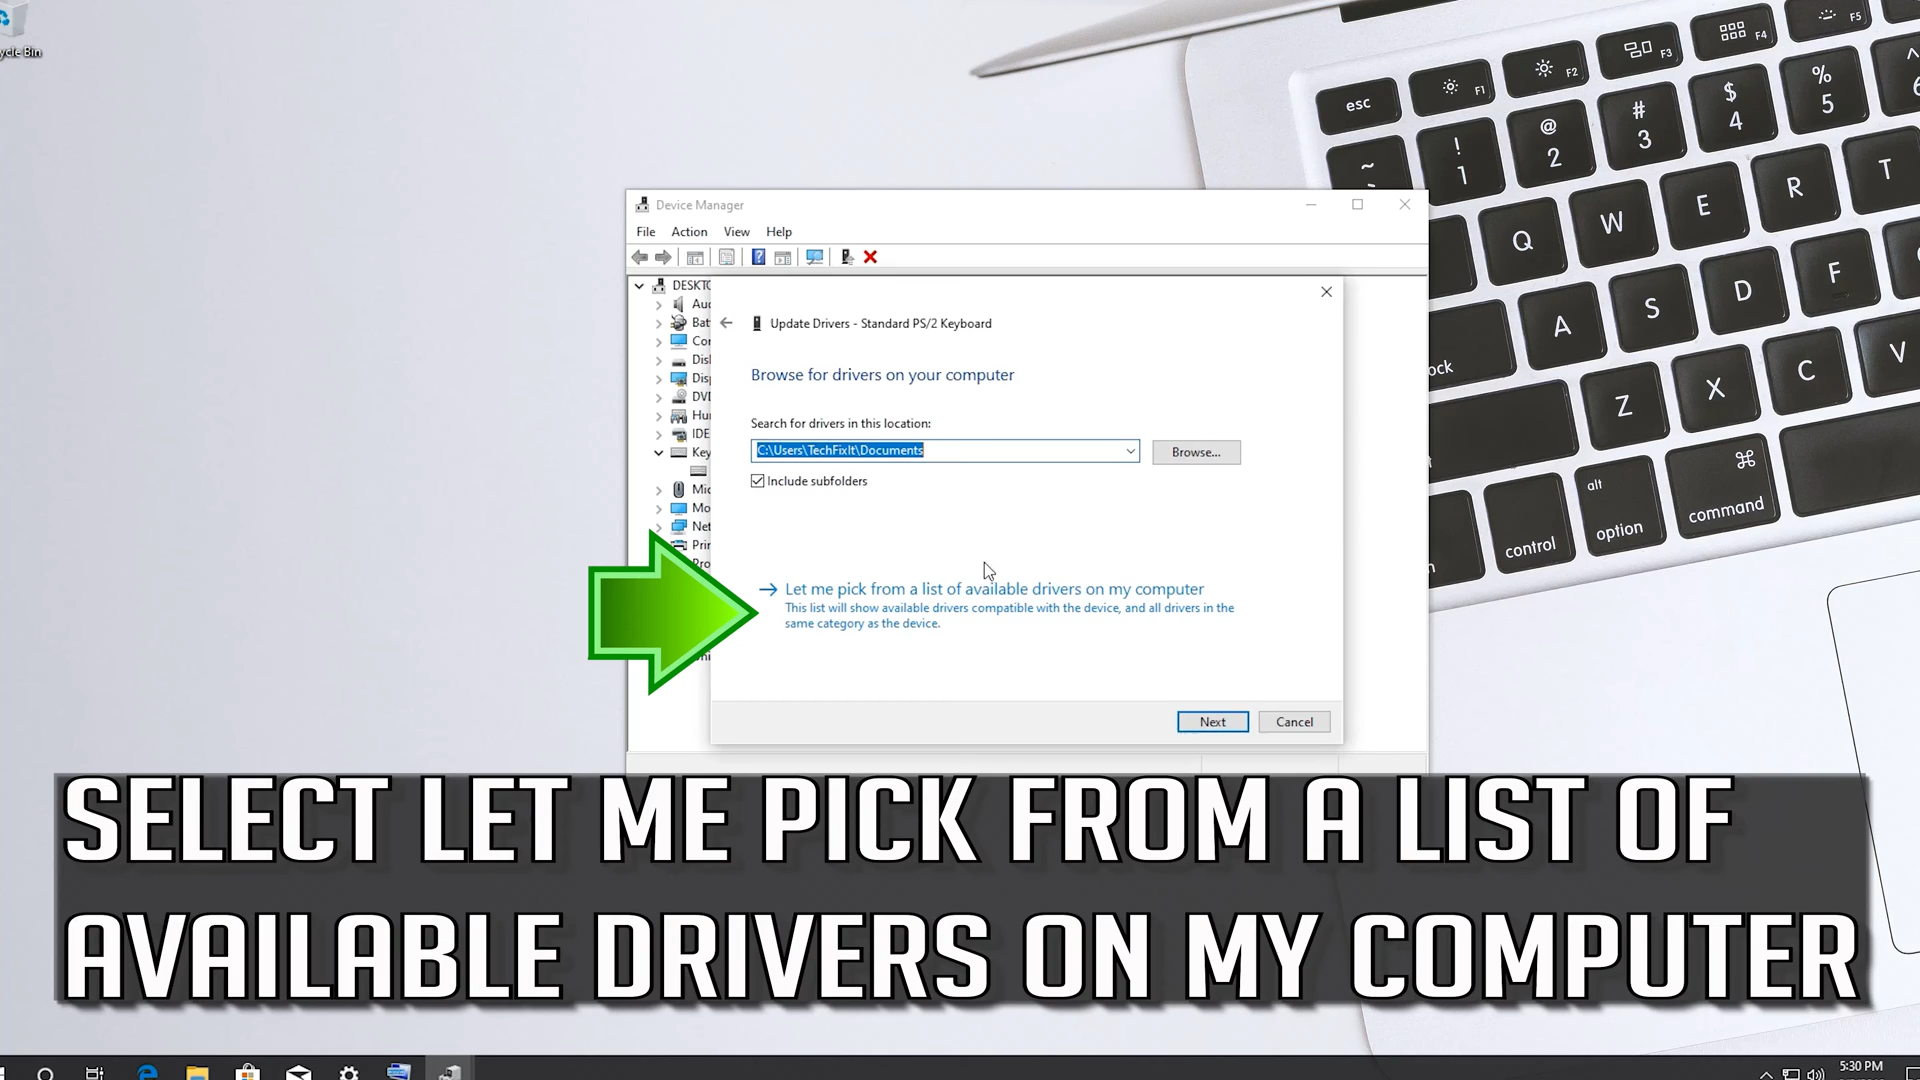 ycle Bin
Device Manager
File Action View Help
DESKTO
Auc
Bat
Cor
Disk
Disp
DVD
Hur
IDE
Key
Mic
Mo
Net
Prin
Update Drivers - Standard PS/2 Keyboard
Browse for drivers on your computer
Search for drivers in this location:
C:\Users\TechFixIt\Documents
Browse...
Include subfolders
Let me pick from a list of available drivers on my computer
This list will show available drivers compatible with the device, and all drivers in the
same category as the device.
Next Cancel
esc F1 F2 F3 F4 F5
~ ! 1 @ 2 # 3 $ 4 % 5 ^ 6
Q W E R T
A S D F
ock Z X C V
control alt option ⌘ command
SELECT LET ME PICK FROM A LIST OF
AVAILABLE DRIVERS ON MY COMPUTER
5:30 PM